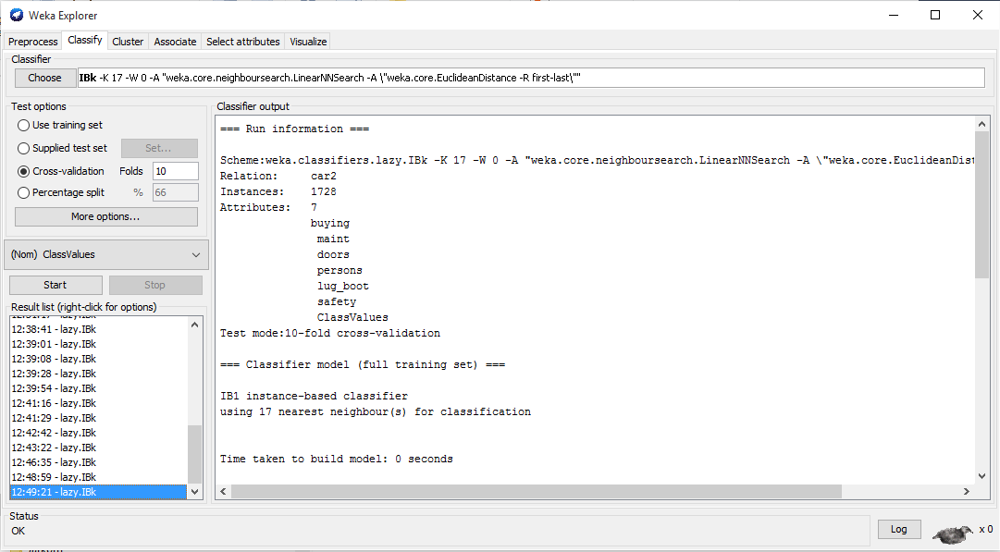 Weka Explorer
Preprocess Classify Cluster Associate Select attributes Visualize
Classifier
Choose IBk -K 17 -W 0 -A "weka.core.neighboursearch.LinearNNSearch -A \"weka.core.EuclideanDistance -R first-last\""
Test options
Use training set
Supplied test set Set...
Cross-validation Folds 10
Percentage split % 66
More options...
(Nom) ClassValues
Start Stop
Result list (right-click for options)
12:38:41 - lazy.IBk
12:39:01 - lazy.IBk
12:39:08 - lazy.IBk
12:39:28 - lazy.IBk
12:39:54 - lazy.IBk
12:41:16 - lazy.IBk
12:41:29 - lazy.IBk
12:42:42 - lazy.IBk
12:43:22 - lazy.IBk
12:46:35 - lazy.IBk
12:48:59 - lazy.IBk
12:49:21 - lazy.IBk
Classifier output
=== Run information ===
Scheme:weka.classifiers.lazy.IBk -K 17 -W 0 -A "weka.core.neighboursearch.LinearNNSearch -A \"weka.core.EuclideanDist
Relation: car2
Instances: 1728
Attributes: 7
buying
maint
doors
persons
lug_boot
safety
ClassValues
Test mode:10-fold cross-validation
=== Classifier model (full training set) ===
IB1 instance-based classifier
using 17 nearest neighbour(s) for classification
Time taken to build model: 0 seconds
Status
OK
Log x 0